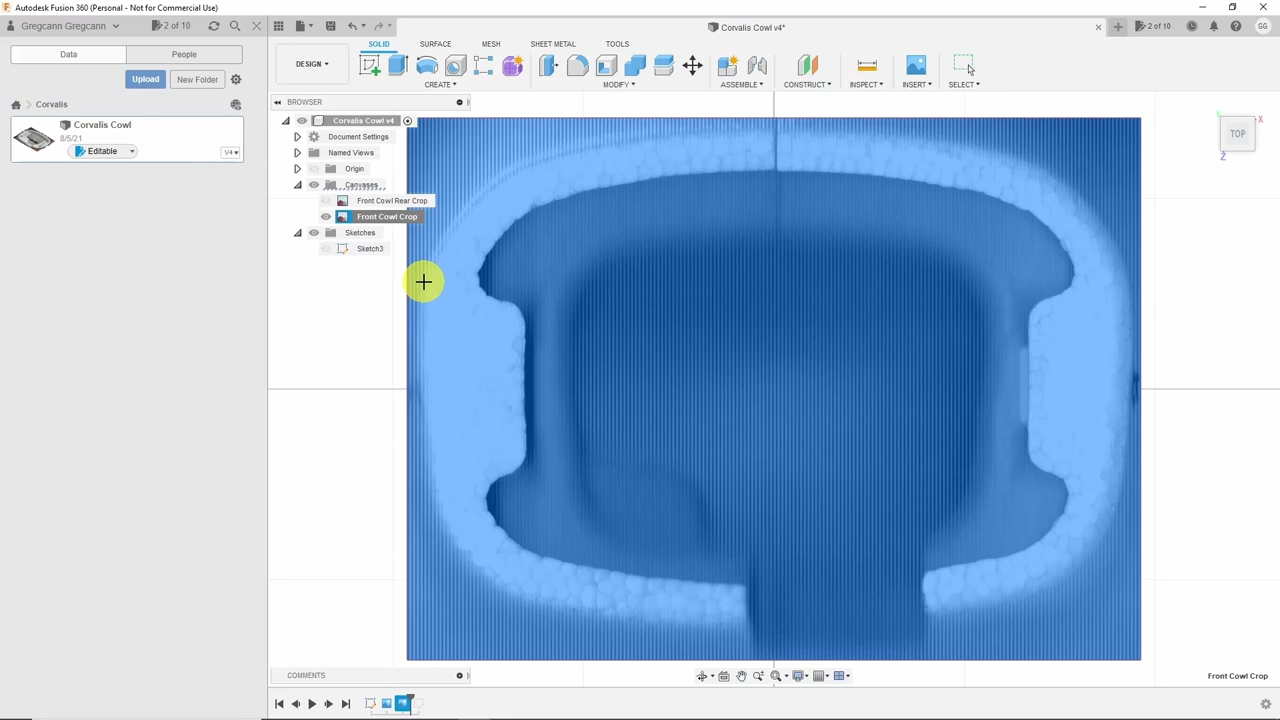 Autodesk Fusion 360 (Personal - Not for Commercial Use)
Gregcann Gregcann
2 of 10
Corvalis Cowl v4*
2 of 10
GG
Data
People
SOLID
SURFACE
MESH
SHEET METAL
TOOLS
Upload
New Folder
DESIGN
CREATE
MODIFY
ASSEMBLE
CONSTRUCT
INSPECT
INSERT
SELECT
Corvalis
BROWSER
Corvalis Cowl
8/5/21
Editable
V4
Corvalis Cowl v4
Document Settings
Named Views
Origin
Canvases
Front Cowl Rear Crop
Front Cowl Crop
Sketches
Sketch3
X
TOP
Z
COMMENTS
Front Cowl Crop